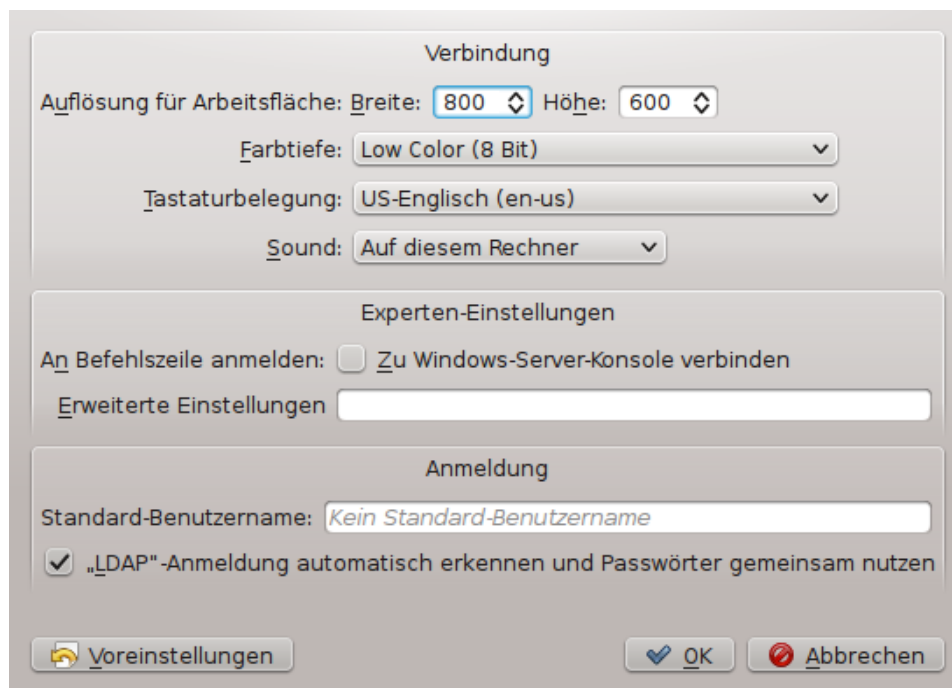 Verbindung
Auflösung für Arbeitsfläche: Breite: 800 Höhe: 600
Farbtiefe: Low Color (8 Bit)
Tastaturbelegung: US-Englisch (en-us)
Sound: Auf diesem Rechner
Experten-Einstellungen
An Befehlszeile anmelden: Zu Windows-Server-Konsole verbinden
Erweiterte Einstellungen
Anmeldung
Standard-Benutzername: Kein Standard-Benutzername
„LDAP"-Anmeldung automatisch erkennen und Passwörter gemeinsam nutzen
Voreinstellungen OK Abbrechen